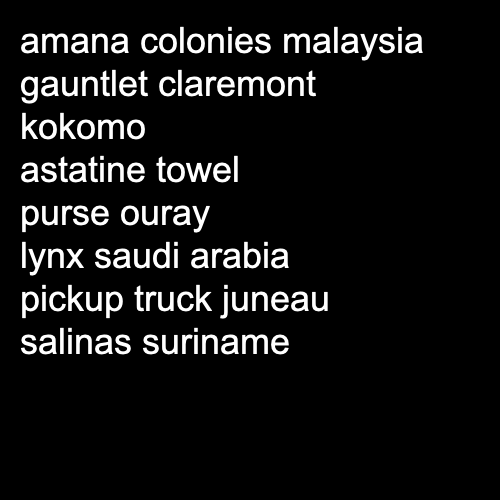 amana colonies malaysia
gauntlet claremont
kokomo
astatine towel
purse ouray
lynx saudi arabia
pickup truck juneau
salinas suriname